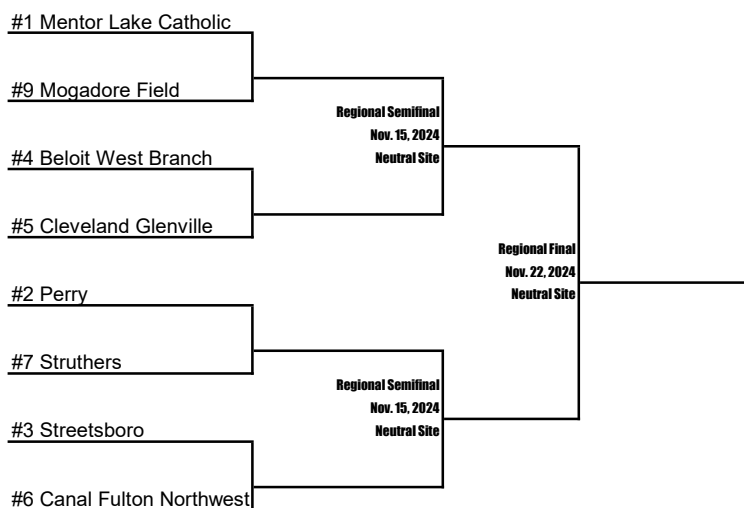 #1 Mentor Lake Catholic
#9 Mogadore Field
Regional Semifinal
Nov. 15, 2024
Neutral Site
#4 Beloit West Branch
#5 Cleveland Glenville
Regional Final
Nov. 22, 2024
Neutral Site
#2 Perry
#7 Struthers
Regional Semifinal
Nov. 15, 2024
Neutral Site
#3 Streetsboro
#6 Canal Fulton Northwest